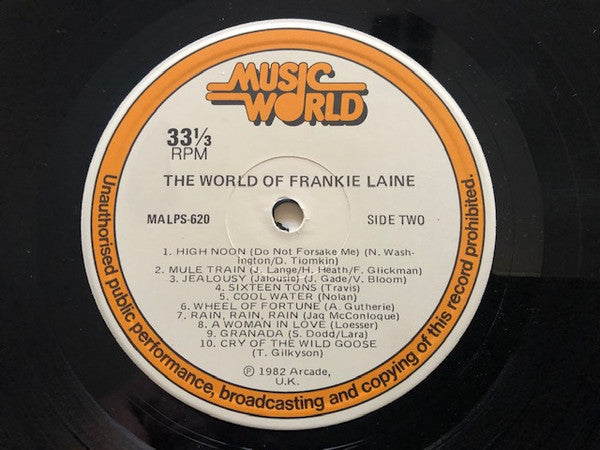 MUSIC
WORLD
33 1/3
RPM
THE WORLD OF FRANKIE LAINE
MALPS-620
SIDE TWO
1. HIGH NOON (Do Not Forsake Me) (N. Wash-
ington/D. Tiomkin)
2. MULE TRAIN (J. Lange/H. Heath/F. Glickman)
3. JEALOUSY (Jalousie) (J. Gade/V. Bloom)
4. SIXTEEN TONS (Travis)
5. COOL WATER (Nolan)
6. WHEEL OF FORTUNE (A. Gutherie)
7. RAIN, RAIN, RAIN (Jaq McConloque)
8. A WOMAN IN LOVE (Loesser)
9. GRANADA (S. Dodd/Lara)
10. CRY OF THE WILD GOOSE
(T. Gilkyson)
℗ 1982 Arcade,
U.K.
Unauthorised public performance, broadcasting and copying of this record prohibited.